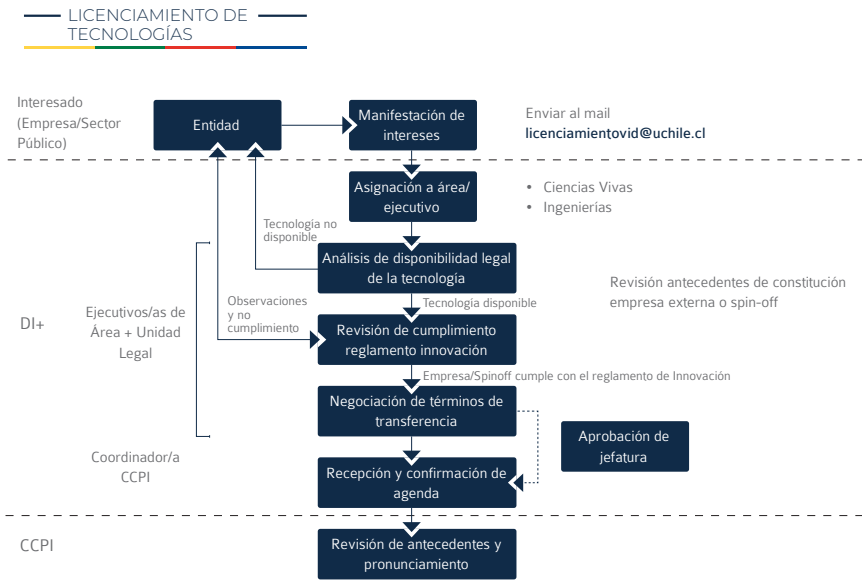 LICENCIAMIENTO DE
TECNOLOGÍAS
Interesado
(Empresa/Sector
Público)
Entidad
Manifestación de
intereses
Enviar al mail
licenciamientovid@uchile.cl
Asignación a área/
ejecutivo
• Ciencias Vivas
• Ingenierías
Tecnología no
disponible
Análisis de disponibilidad legal
de la tecnología
Revisión antecedentes de constitución
empresa externa o spin-off
DI+
Ejecutivos/as de
Área + Unidad
Legal
Observaciones
y no
cumplimiento
Tecnología disponible
Revisión de cumplimiento
reglamento innovación
Empresa/Spinoff cumple con el reglamento de Innovación
Negociación de términos de
transferencia
Aprobación de
jefatura
Coordinador/a
CCPI
Recepción y confirmación de
agenda
CCPI
Revisión de antecedentes y
pronunciamiento